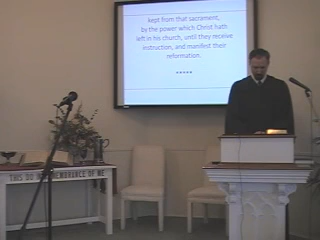 kept from that sacrament,
by the power which Christ hath
left in his church, until they receive
instruction, and manifest their
reformation.
*****
THIS DO IN REMEMBRANCE OF ME